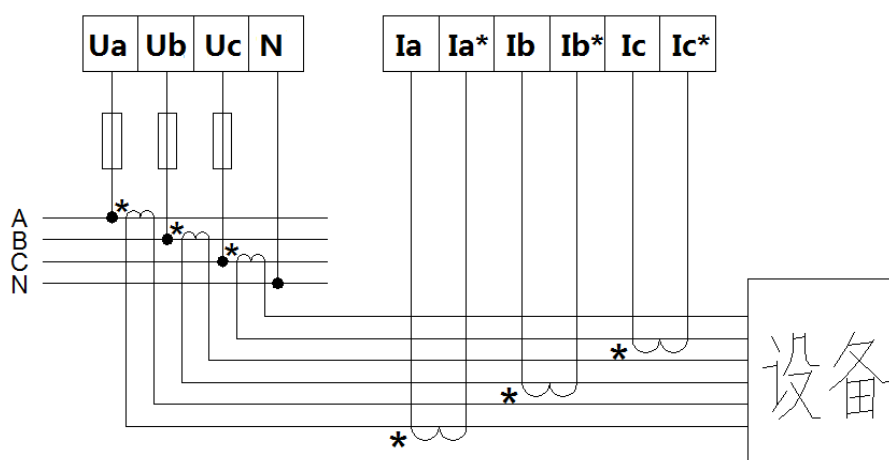 Ua Ub Uc N Ia Ia* Ib Ib* Ic Ic*
A *
B *
C *
N
*
*
*
设备